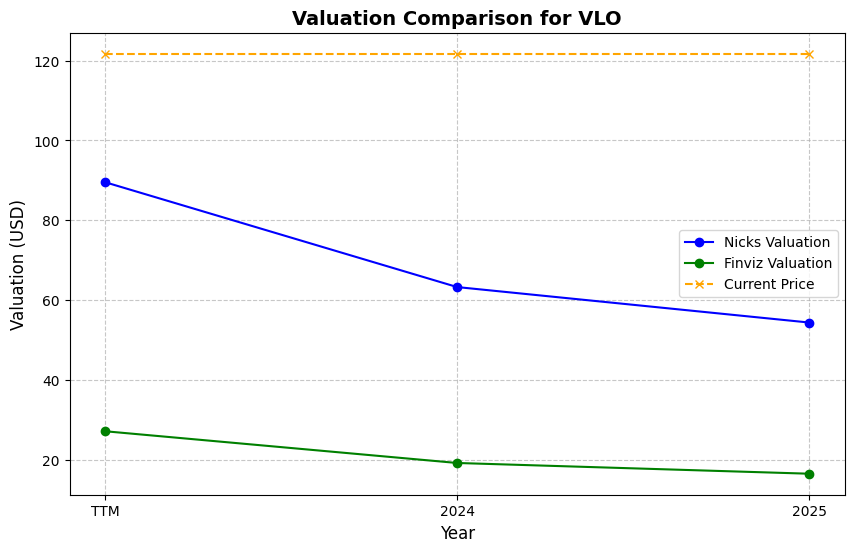 Valuation Comparison for VLO
Valuation (USD)
120
100
80
60
40
20
Nicks Valuation
Finviz Valuation
Current Price
TTM 2024 2025
Year